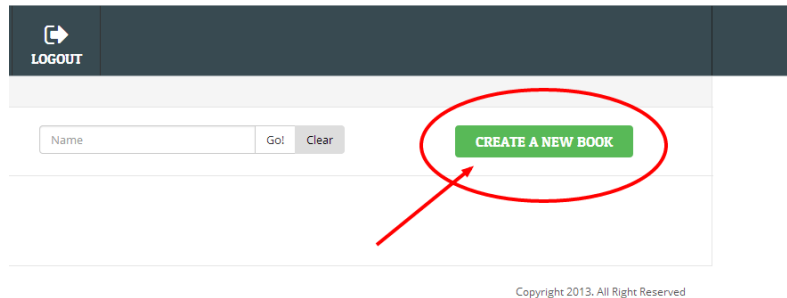 LOGOUT
Name Go! Clear CREATE A NEW BOOK
Copyright 2013. All Right Reserved